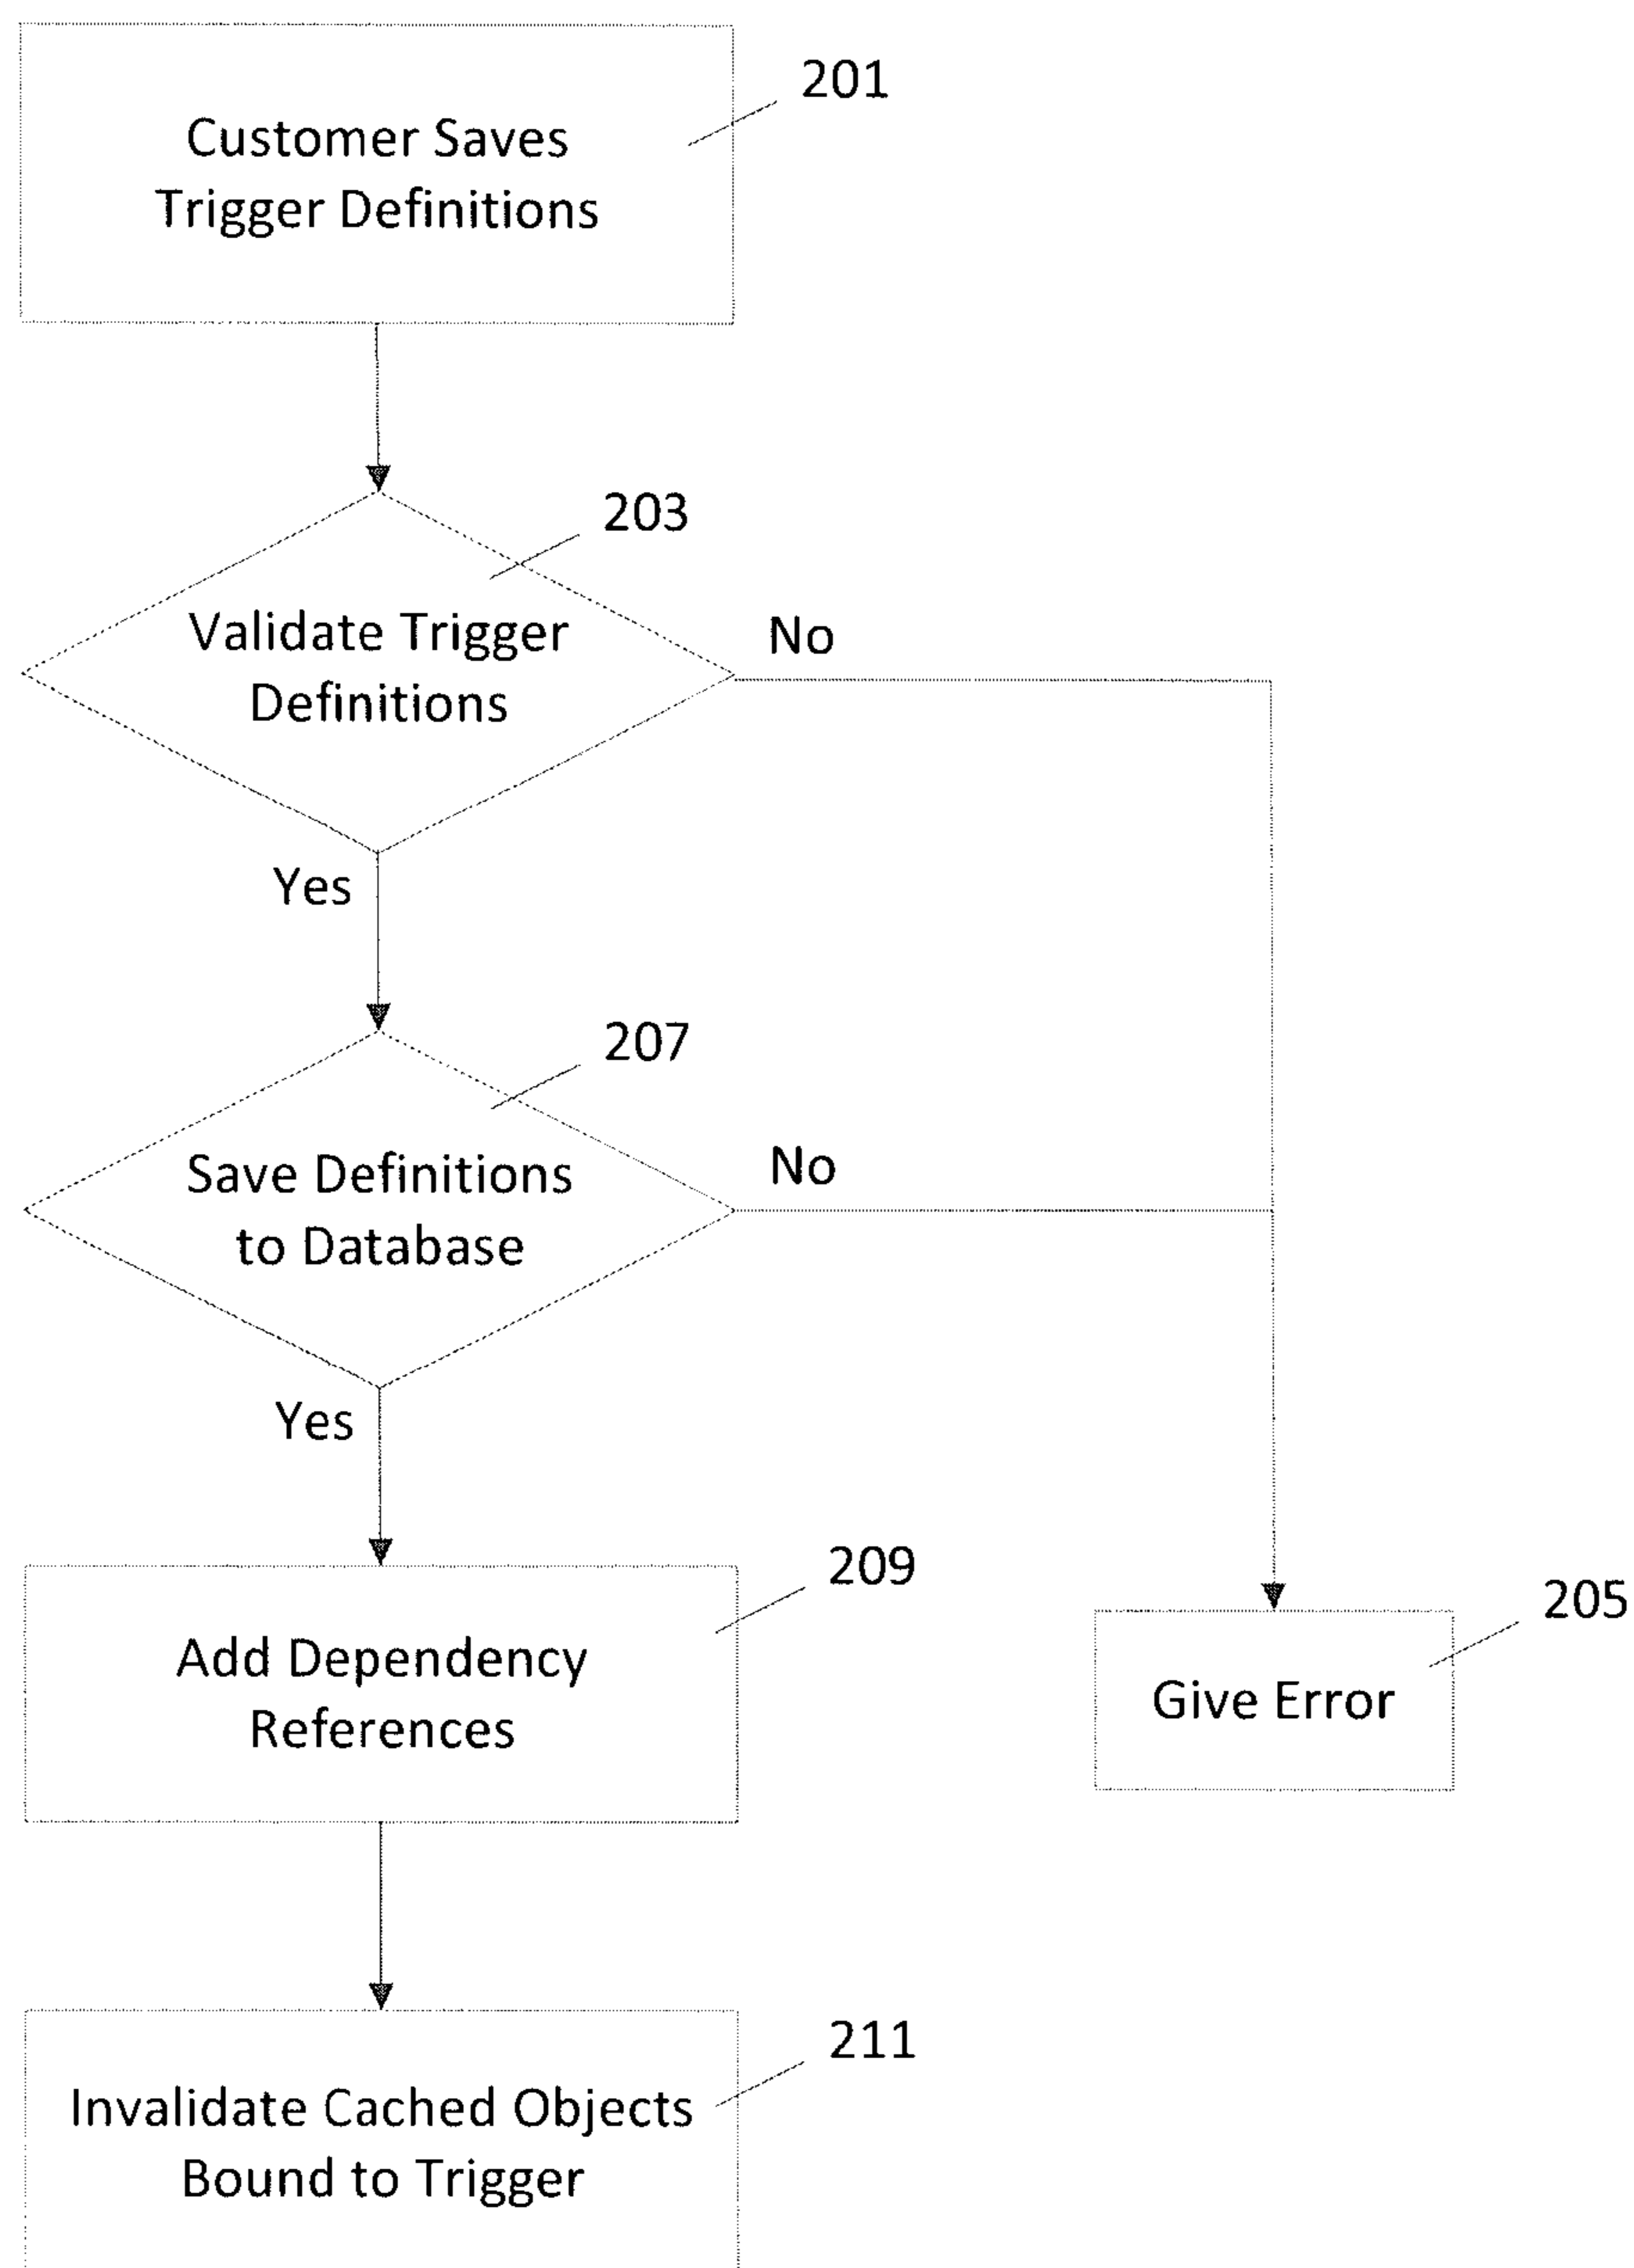 201
Customer Saves
Trigger Definitions
203
Validate Trigger
Definitions
No
Yes
207
Save Definitions
to Database
No
Yes
209
Add Dependency
References
205
Give Error
211
Invalidate Cached Objects
Bound to Trigger